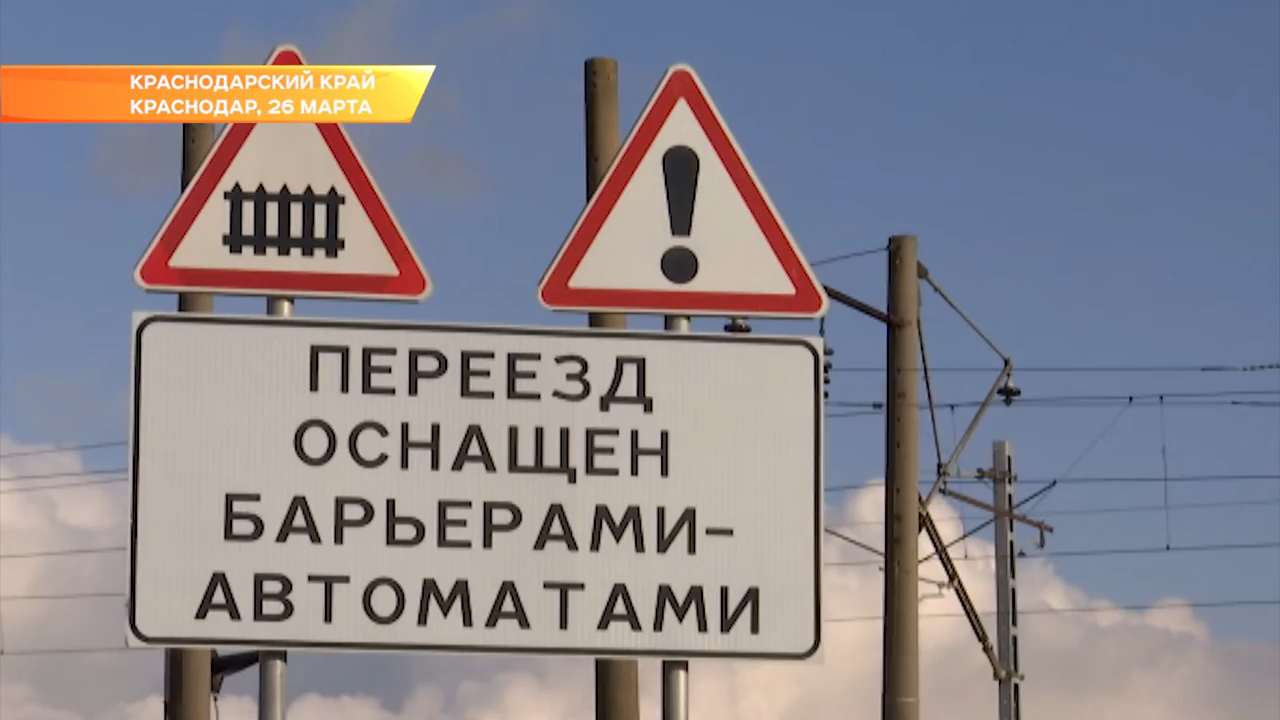 КРАСНОДАРСКИЙ КРАЙ
КРАСНОДАР, 26 МАРТА
ПЕРЕЕЗД
ОСНАЩЕН
БАРЬЕРАМИ-
АВТОМАТАМИ